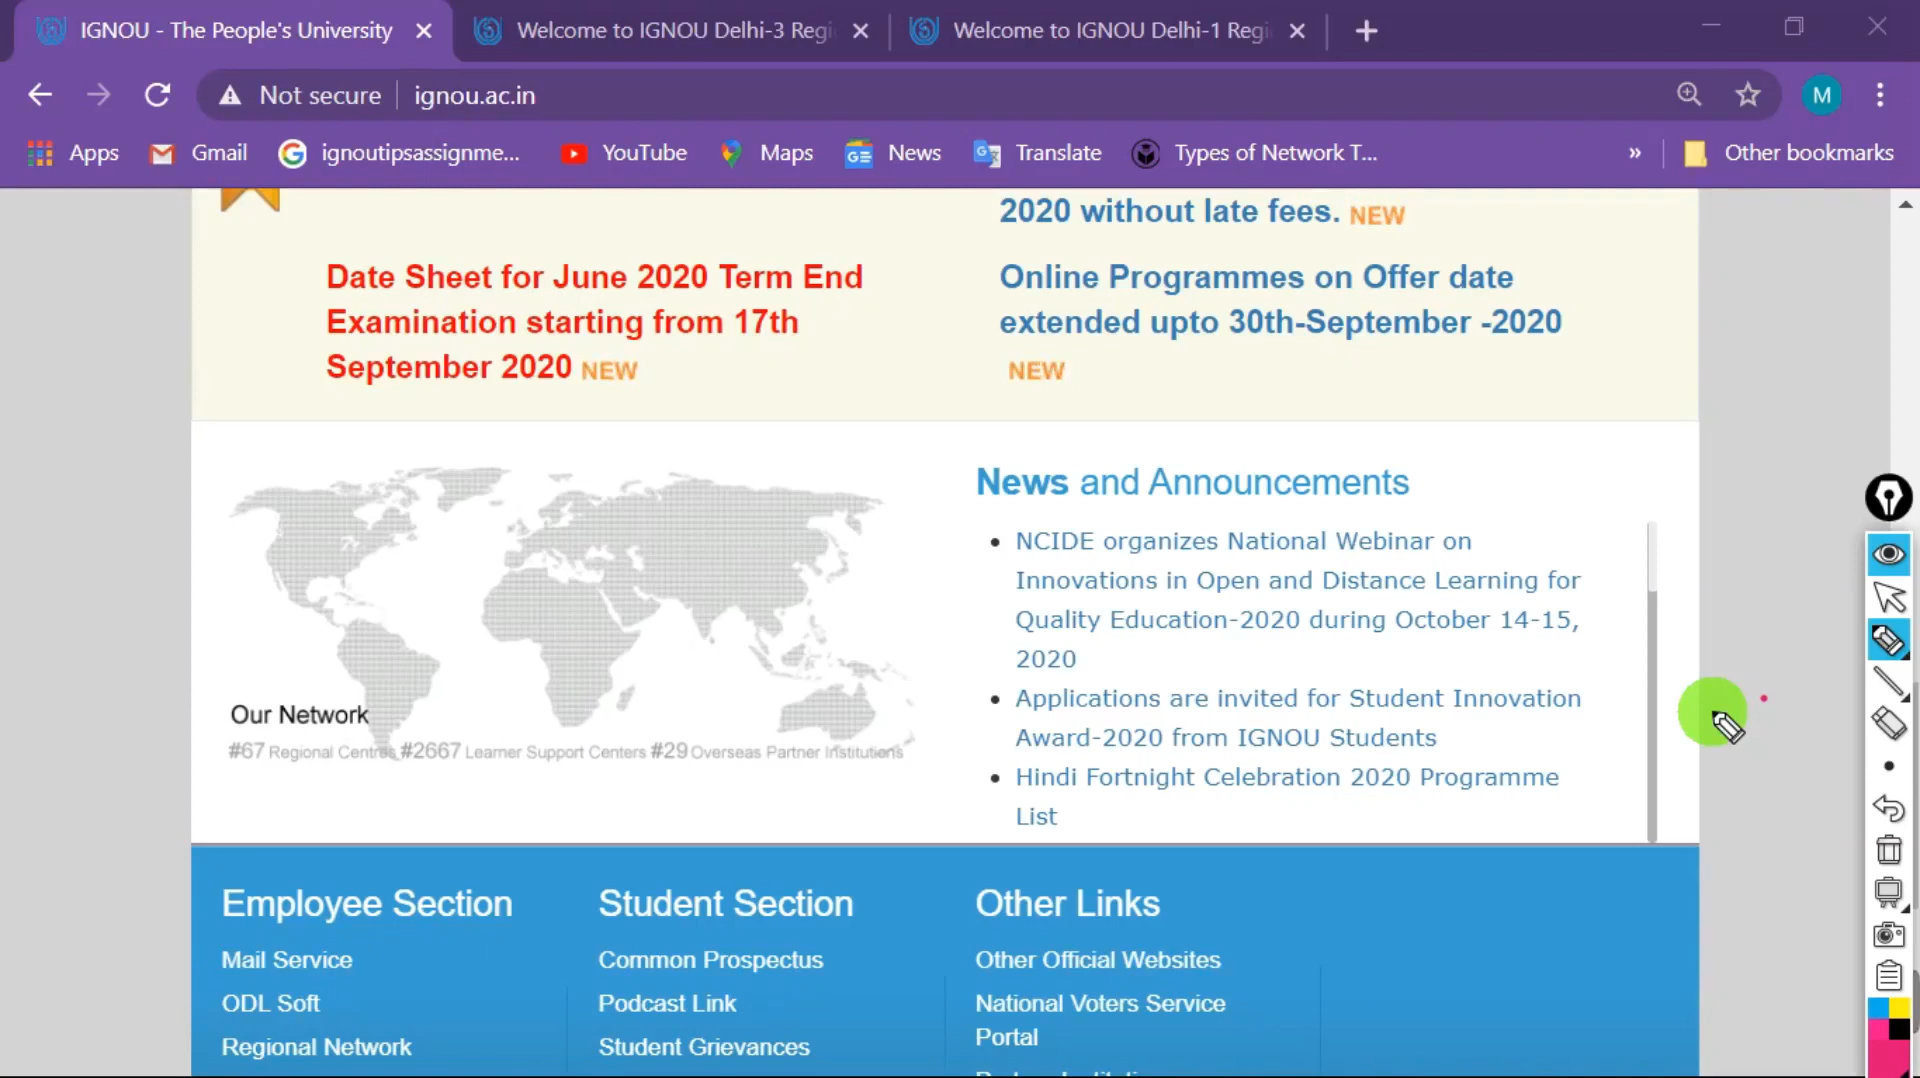 IGNOU - The People's University
Welcome to IGNOU Delhi-3 Regi
Welcome to IGNOU Delhi-1 Regi
Not secure
ignou.ac.in
M
Apps
Gmail
ignoutipsassignme...
YouTube
Maps
News
Translate
Types of Network T...
»
Other bookmarks
2020 without late fees. NEW
Date Sheet for June 2020 Term End
Examination starting from 17th
September 2020 NEW
Online Programmes on Offer date
extended upto 30th-September -2020
NEW
News and Announcements
NCIDE organizes National Webinar on
Innovations in Open and Distance Learning for
Quality Education-2020 during October 14-15,
2020
Applications are invited for Student Innovation
Award-2020 from IGNOU Students
Hindi Fortnight Celebration 2020 Programme
List
Our Network
#67 Regional Centres #2667 Learner Support Centers #29 Overseas Partner Institutions
Employee Section
Mail Service
ODL Soft
Regional Network
Student Section
Common Prospectus
Podcast Link
Student Grievances
Other Links
Other Official Websites
National Voters Service
Portal